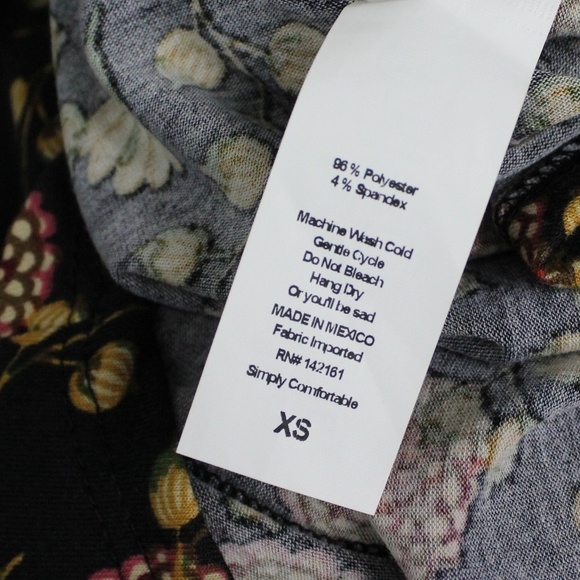 96 % Polyester
4 % Spandex
Machine Wash Cold
Gentle Cycle
Do Not Bleach
Hang Dry
Or you'll be sad
MADE IN MEXICO
Fabric Imported
RN# 142161
Simply Comfortable
XS